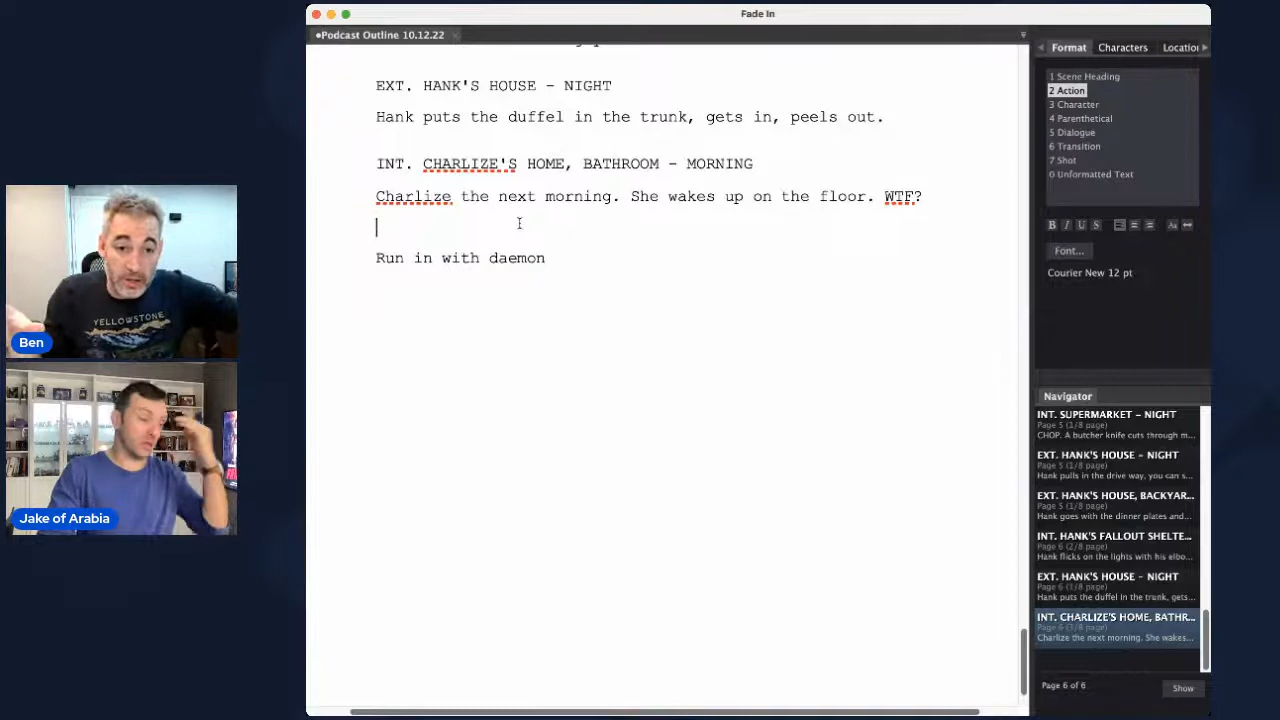 Fade In
•Podcast Outline 10.12.22
EXT. HANK'S HOUSE - NIGHT
Hank puts the duffel in the trunk, gets in, peels out.
INT. CHARLIZE'S HOME, BATHROOM - MORNING
Charlize the next morning. She wakes up on the floor. WTF?
Run in with daemon
YELLOWSTONE
Ben
Jake of Arabia
Format
Characters
Location
1 Scene Heading
2 Action
3 Character
4 Parenthetical
5 Dialogue
6 Transition
7 Shot
0 Unformatted Text
B I U S
Aa
Font...
Courier New 12 pt
Navigator
INT. SUPERMARKET - NIGHT
Page 5 (1/8 page)
CHOP. A butcher knife cuts through m...
EXT. HANK'S HOUSE - NIGHT
Page 5 (1/8 page)
Hank pulls in the drive way, you can s...
EXT. HANK'S HOUSE, BACKYAR...
Page 5 (1/8 page)
Hank goes with the dinner plates and...
INT. HANK'S FALLOUT SHELTE...
Page 6 (2/8 page)
Hank flicks on the lights with his elbo...
EXT. HANK'S HOUSE - NIGHT
Page 6 (1/8 page)
Hank puts the duffel in the trunk, gets...
INT. CHARLIZE'S HOME, BATHR...
Page 6 (1/8 page)
Charlize the next morning. She wakes...
Page 6 of 6
Show